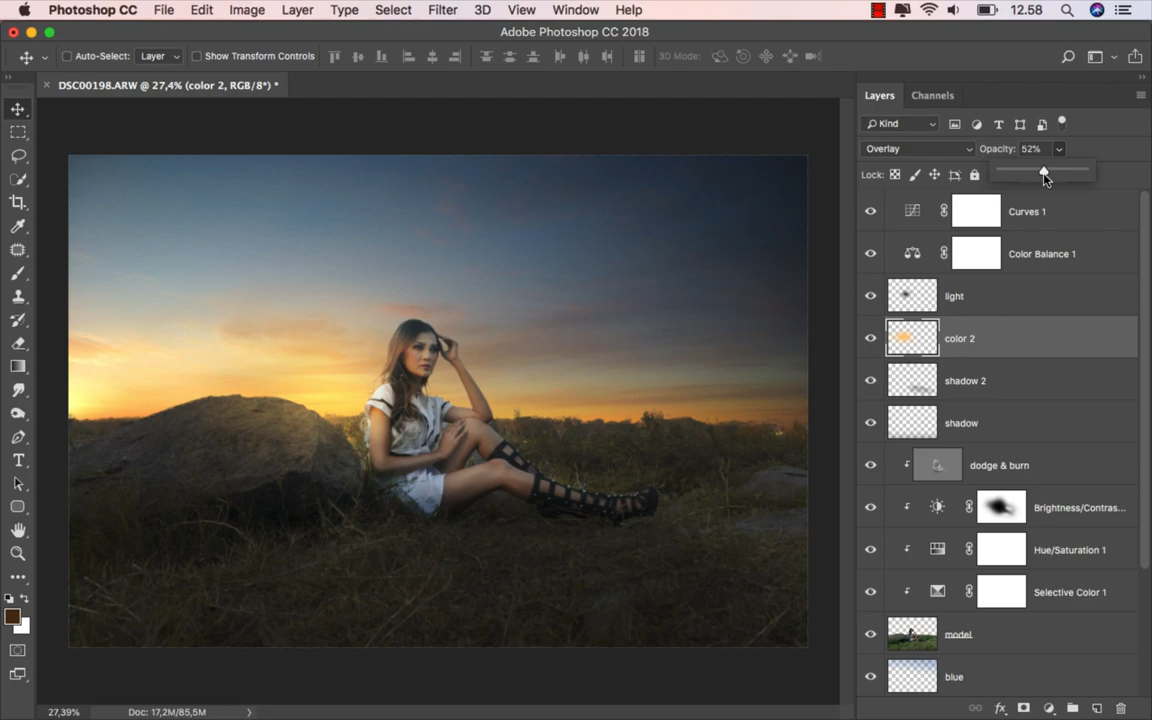 Photoshop CC File Edit Image Layer Type Select Filter 3D View Window Help 12.58
Adobe Photoshop CC 2018
Auto-Select: Layer Show Transform Controls 3D Mode:
DSC00198.ARW @ 27,4% (color 2, RGB/8*) *
Layers Channels
Kind
Overlay Opacity: 52%
Lock:
Curves 1
Color Balance 1
light
color 2
shadow 2
shadow
dodge & burn
Brightness/Contras...
Hue/Saturation 1
Selective Color 1
model
blue
27,39% Doc: 17,2M/85,5M